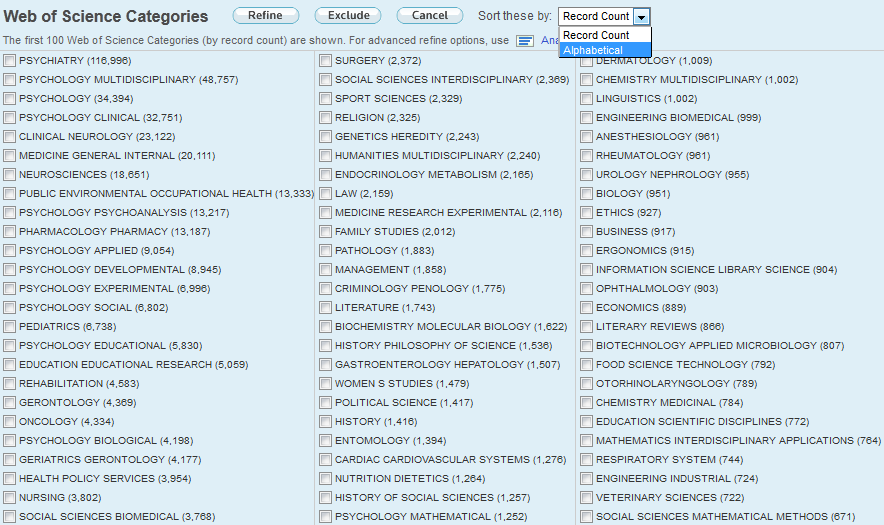 Web of Science Categories Refine Exclude Cancel Sort these by: Record Count
Record Count
Alphabetical
The first 100 Web of Science Categories (by record count) are shown. For advanced refine options, use Ana
PSYCHIATRY (116,996)
PSYCHOLOGY MULTIDISCIPLINARY (48,757)
PSYCHOLOGY (34,394)
PSYCHOLOGY CLINICAL (32,751)
CLINICAL NEUROLOGY (23,122)
MEDICINE GENERAL INTERNAL (20,111)
NEUROSCIENCES (18,651)
PUBLIC ENVIRONMENTAL OCCUPATIONAL HEALTH (13,333)
PSYCHOLOGY PSYCHOANALYSIS (13,217)
PHARMACOLOGY PHARMACY (13,187)
PSYCHOLOGY APPLIED (9,054)
PSYCHOLOGY DEVELOPMENTAL (8,945)
PSYCHOLOGY EXPERIMENTAL (6,996)
PSYCHOLOGY SOCIAL (6,802)
PEDIATRICS (6,738)
PSYCHOLOGY EDUCATIONAL (5,830)
EDUCATION EDUCATIONAL RESEARCH (5,059)
REHABILITATION (4,583)
GERONTOLOGY (4,369)
ONCOLOGY (4,334)
PSYCHOLOGY BIOLOGICAL (4,198)
GERIATRICS GERONTOLOGY (4,177)
HEALTH POLICY SERVICES (3,954)
NURSING (3,802)
SOCIAL SCIENCES BIOMEDICAL (3,768)
SURGERY (2,372)
SOCIAL SCIENCES INTERDISCIPLINARY (2,369)
SPORT SCIENCES (2,329)
RELIGION (2,325)
GENETICS HEREDITY (2,243)
HUMANITIES MULTIDISCIPLINARY (2,240)
ENDOCRINOLOGY METABOLISM (2,165)
LAW (2,159)
MEDICINE RESEARCH EXPERIMENTAL (2,116)
FAMILY STUDIES (2,012)
PATHOLOGY (1,883)
MANAGEMENT (1,858)
CRIMINOLOGY PENOLOGY (1,775)
LITERATURE (1,743)
BIOCHEMISTRY MOLECULAR BIOLOGY (1,622)
HISTORY PHILOSOPHY OF SCIENCE (1,536)
GASTROENTEROLOGY HEPATOLOGY (1,507)
WOMEN S STUDIES (1,479)
POLITICAL SCIENCE (1,417)
HISTORY (1,416)
ENTOMOLOGY (1,394)
CARDIAC CARDIOVASCULAR SYSTEMS (1,276)
NUTRITION DIETETICS (1,264)
HISTORY OF SOCIAL SCIENCES (1,257)
PSYCHOLOGY MATHEMATICAL (1,252)
DERMATOLOGY (1,009)
CHEMISTRY MULTIDISCIPLINARY (1,002)
LINGUISTICS (1,002)
ENGINEERING BIOMEDICAL (999)
ANESTHESIOLOGY (961)
RHEUMATOLOGY (961)
UROLOGY NEPHROLOGY (955)
BIOLOGY (951)
ETHICS (927)
BUSINESS (917)
ERGONOMICS (915)
INFORMATION SCIENCE LIBRARY SCIENCE (904)
OPHTHALMOLOGY (903)
ECONOMICS (889)
LITERARY REVIEWS (866)
BIOTECHNOLOGY APPLIED MICROBIOLOGY (807)
FOOD SCIENCE TECHNOLOGY (792)
OTORHINOLARYNGOLOGY (789)
CHEMISTRY MEDICINAL (784)
EDUCATION SCIENTIFIC DISCIPLINES (772)
MATHEMATICS INTERDISCIPLINARY APPLICATIONS (764)
RESPIRATORY SYSTEM (744)
ENGINEERING INDUSTRIAL (724)
VETERINARY SCIENCES (722)
SOCIAL SCIENCES MATHEMATICAL METHODS (671)